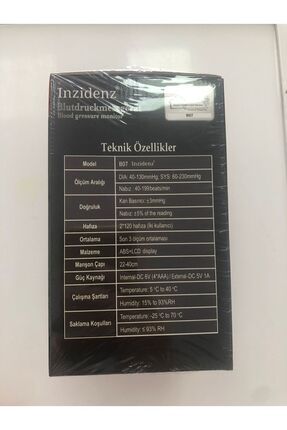 Inzidenz
Blutdruckmessgerät
Blood pressure monitor
B07
Teknik Özellikler
Model B07 Inzidenz
Ölçüm Aralığı DIA: 40-130mmHg, SYS: 60-230mmHg
Nabız : 40-199beats/min
Doğruluk Kan Basıncı: ±3mmHg
Nabız: ±5% of the reading
Hafıza 2*120 hafıza (İki kullanıcı)
Ortalama Son 3 ölçüm ortalaması
Malzeme ABS+LCD display
Manşon Çapı 22-40cm
Güç Kaynağı Internal-DC 6V (4*AAA) / External-DC 5V 1A
Çalışma Şartları Temperature: 5 °C to 40 °C
Humidity: 15% to 93%RH
Saklama Koşulları Temperature: -25 °C to 70 °C
Humidity: ≤ 93% RH